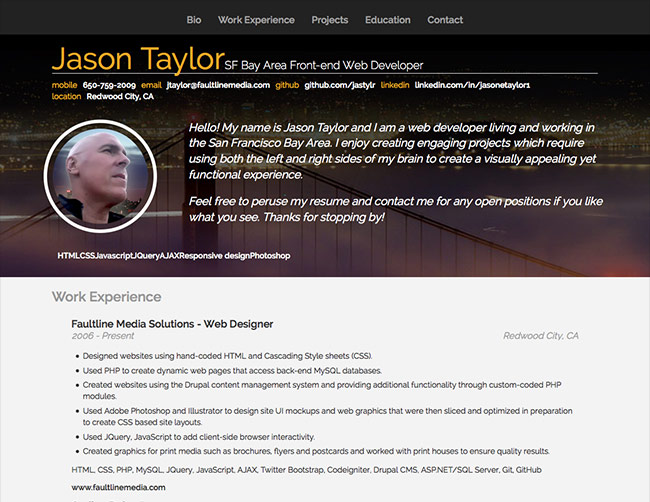 Bio Work Experience Projects Education Contact
Jason Taylor SF Bay Area Front-end Web Developer
mobile 650-759-2009 email jtaylor@faultlinemedia.com github github.com/jastylr linkedin linkedin.com/in/jasonetaylor1
location Redwood City, CA
Hello! My name is Jason Taylor and I am a web developer living and working in
the San Francisco Bay Area. I enjoy creating engaging projects which require
using both the left and right sides of my brain to create a visually appealing yet
functional experience.
Feel free to peruse my resume and contact me for any open positions if you like
what you see. Thanks for stopping by!
HTMLCSSJavascriptJQueryAJAXResponsive designPhotoshop
Work Experience
Faultline Media Solutions - Web Designer
2006 - Present Redwood City, CA
• Designed websites using hand-coded HTML and Cascading Style sheets (CSS).
• Used PHP to create dynamic web pages that access back-end MySQL databases.
• Created websites using the Drupal content management system and providing additional functionality through custom-coded PHP
modules.
• Used Adobe Photoshop and Illustrator to design site UI mockups and web graphics that were then sliced and optimized in preparation
to create CSS based site layouts.
• Used JQuery, JavaScript to add client-side browser interactivity.
• Created graphics for print media such as brochures, flyers and postcards and worked with print houses to ensure quality results.
HTML, CSS, PHP, MySQL, JQuery, JavaScript, AJAX, Twitter Bootstrap, Codeigniter, Drupal CMS, ASP.NET/SQL Server, Git, GitHub
www.faultlinemedia.com